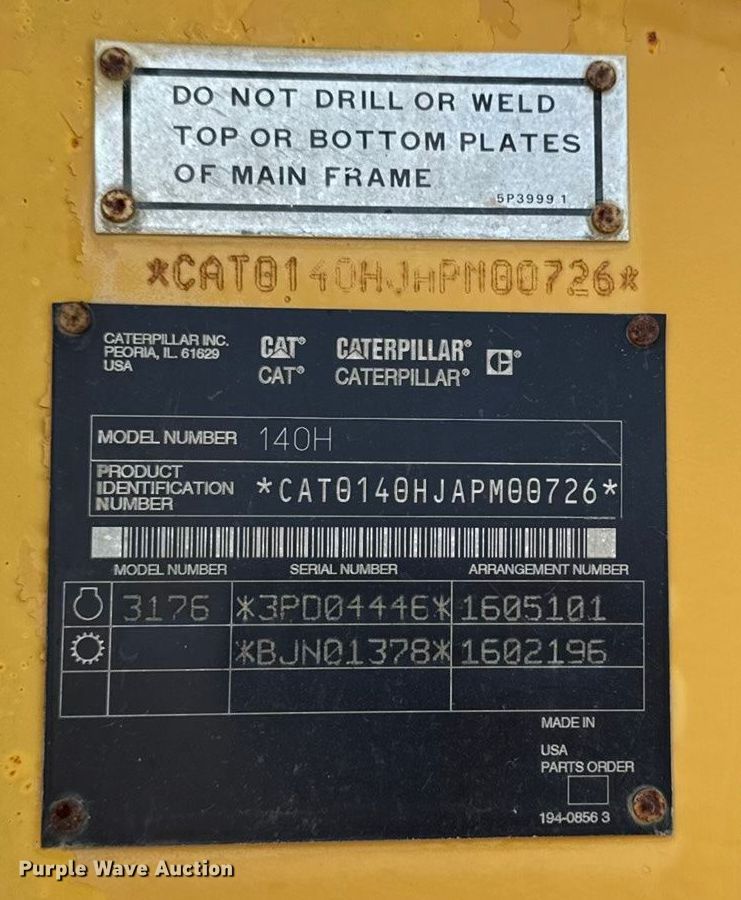 DO NOT DRILL OR WELD
TOP OR BOTTOM PLATES
OF MAIN FRAME
5P3999 1
*CAT0140HJAPM00726*
CATERPILLAR INC.
PEORIA, IL. 61629
USA
CAT® CATERPILLAR® C®
CAT® CATERPILLAR®
MODEL NUMBER 140H
PRODUCT
IDENTIFICATION
NUMBER
*CAT0140HJAPM00726*
MODEL NUMBER SERIAL NUMBER ARRANGEMENT NUMBER
3176 *3PD04446* 1605101
*BJN01378* 1602196
MADE IN
USA
PARTS ORDER
194-0856 3
Purple Wave Auction